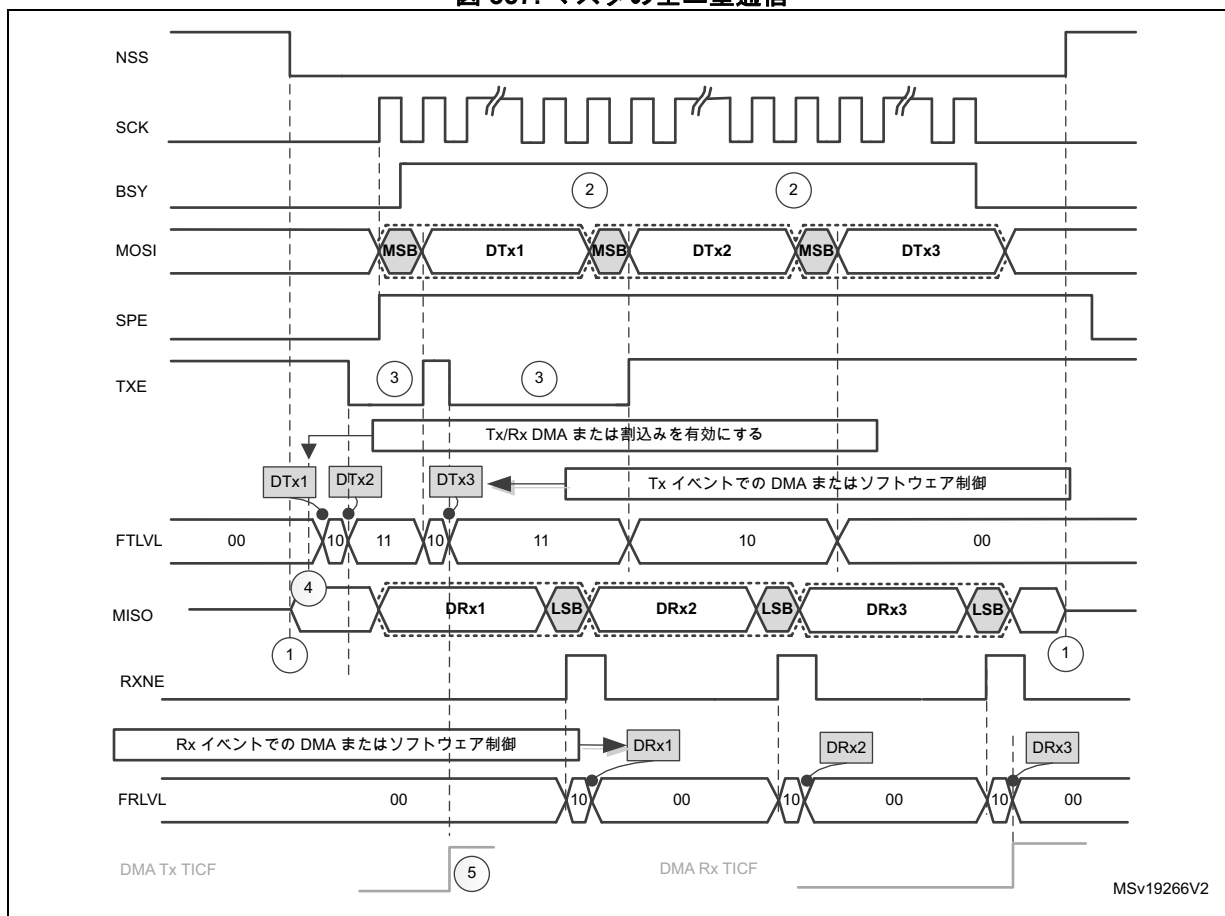 NSS
SCK
BSY
2 2
MOSI
MSB DTx1 MSB DTx2 MSB DTx3
SPE
TXE
3 3
Tx/Rx DMA または割込みを有効にする
DTx1 DTx2 DTx3 Tx イベントでの DMA またはソフトウェア制御
FTLVL 00 10 11 10 11 10 00
4
MISO DRx1 LSB DRx2 LSB DRx3 LSB
1 1
RXNE
Rx イベントでの DMA またはソフトウェア制御 DRx1 DRx2 DRx3
FRLVL 00 10 00 10 00 10 00
DMA Tx TICF 5 DMA Rx TICF
MSv19266V2